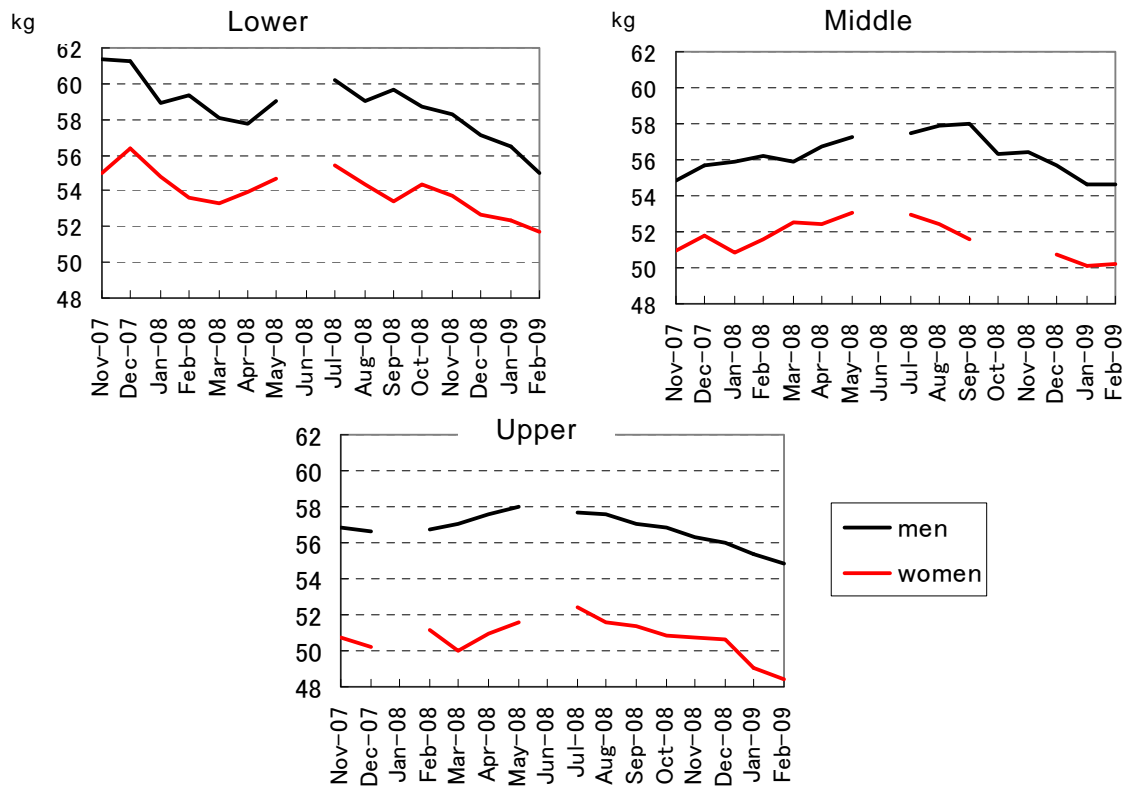 kg
Lower
62
60
58
56
54
52
50
48
Nov-07
Dec-07
Jan-08
Feb-08
Mar-08
Apr-08
May-08
Jun-08
Jul-08
Aug-08
Sep-08
Oct-08
Nov-08
Dec-08
Jan-09
Feb-09
kg
Middle
62
60
58
56
54
52
50
48
Nov-07
Dec-07
Jan-08
Feb-08
Mar-08
Apr-08
May-08
Jun-08
Jul-08
Aug-08
Sep-08
Oct-08
Nov-08
Dec-08
Jan-09
Feb-09
Upper
62
60
58
56
54
52
50
48
Nov-07
Dec-07
Jan-08
Feb-08
Mar-08
Apr-08
May-08
Jun-08
Jul-08
Aug-08
Sep-08
Oct-08
Nov-08
Dec-08
Jan-09
Feb-09
men
women